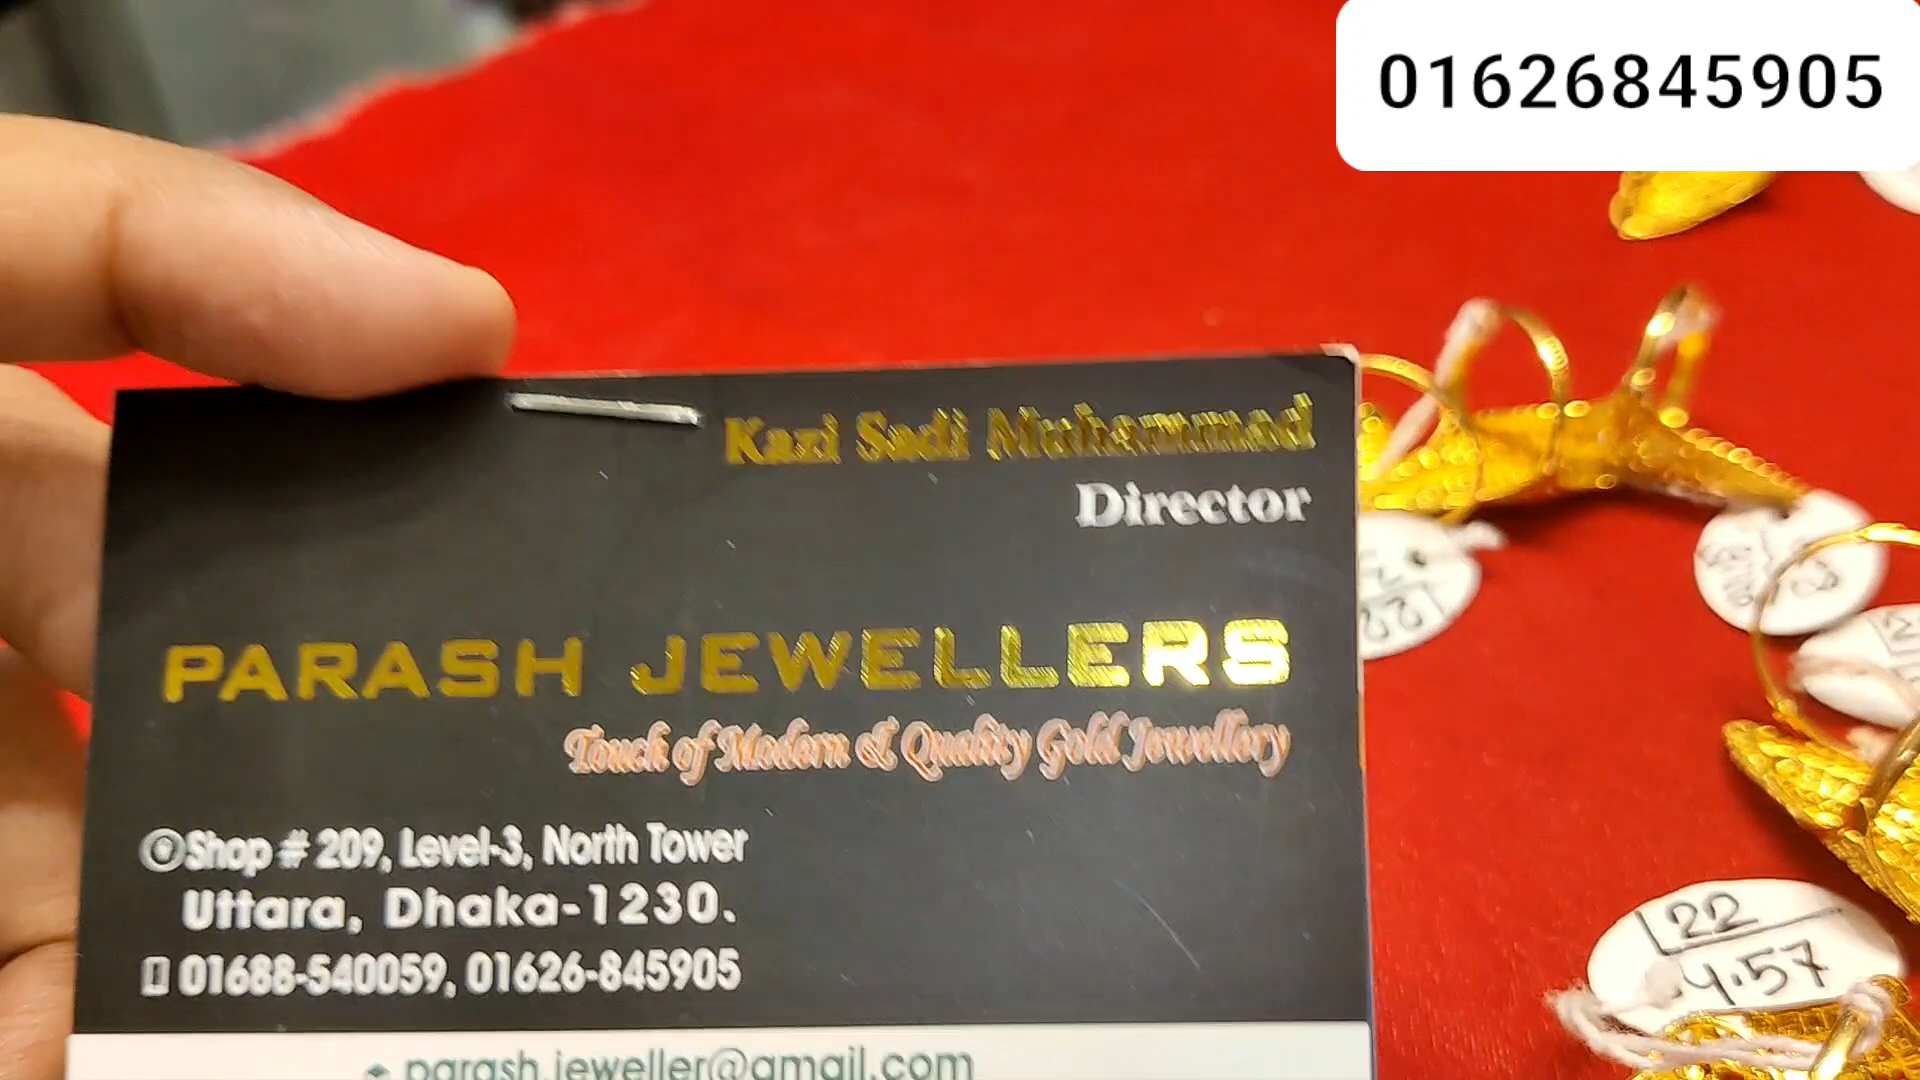 01626845905
Kazi Sadi Muhammad
Director
PARASH JEWELLERS
Touch of Modern & Quality Gold Jewellery
Shop # 209, Level-3, North Tower
Uttara, Dhaka-1230.
01688-540059, 01626-845905
parash.jeweller@gmail.com
22
4.57